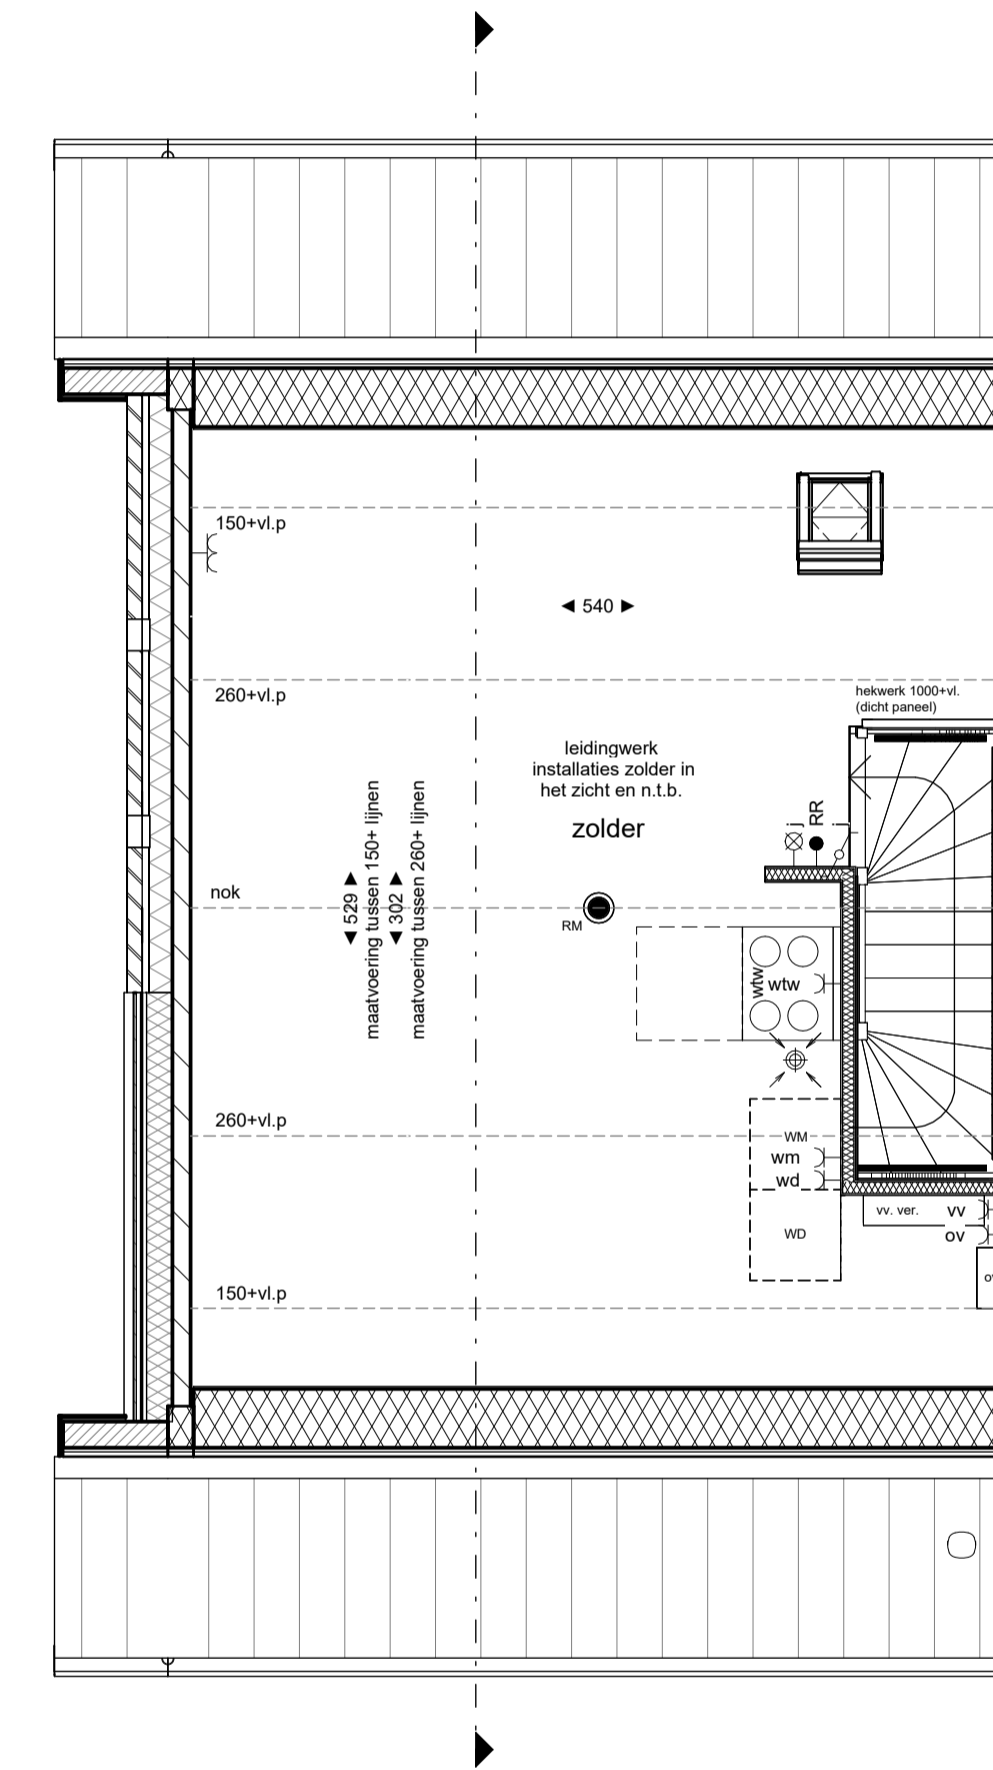 150+vl.p
◄ 540 ►
260+vl.p
hekwerk 1000+vl.
(dicht paneel)
leidingwerk
installaties zolder in
het zicht en n.t.b.
zolder
RR
nok
◄ 529 ►
maatvoering tussen 150+ lijnen
◄ 302 ►
maatvoering tussen 260+ lijnen
RM
wtw
wtw
260+vl.p
WM
wm
wd
WD
vv. ver.
vv
ov
150+vl.p